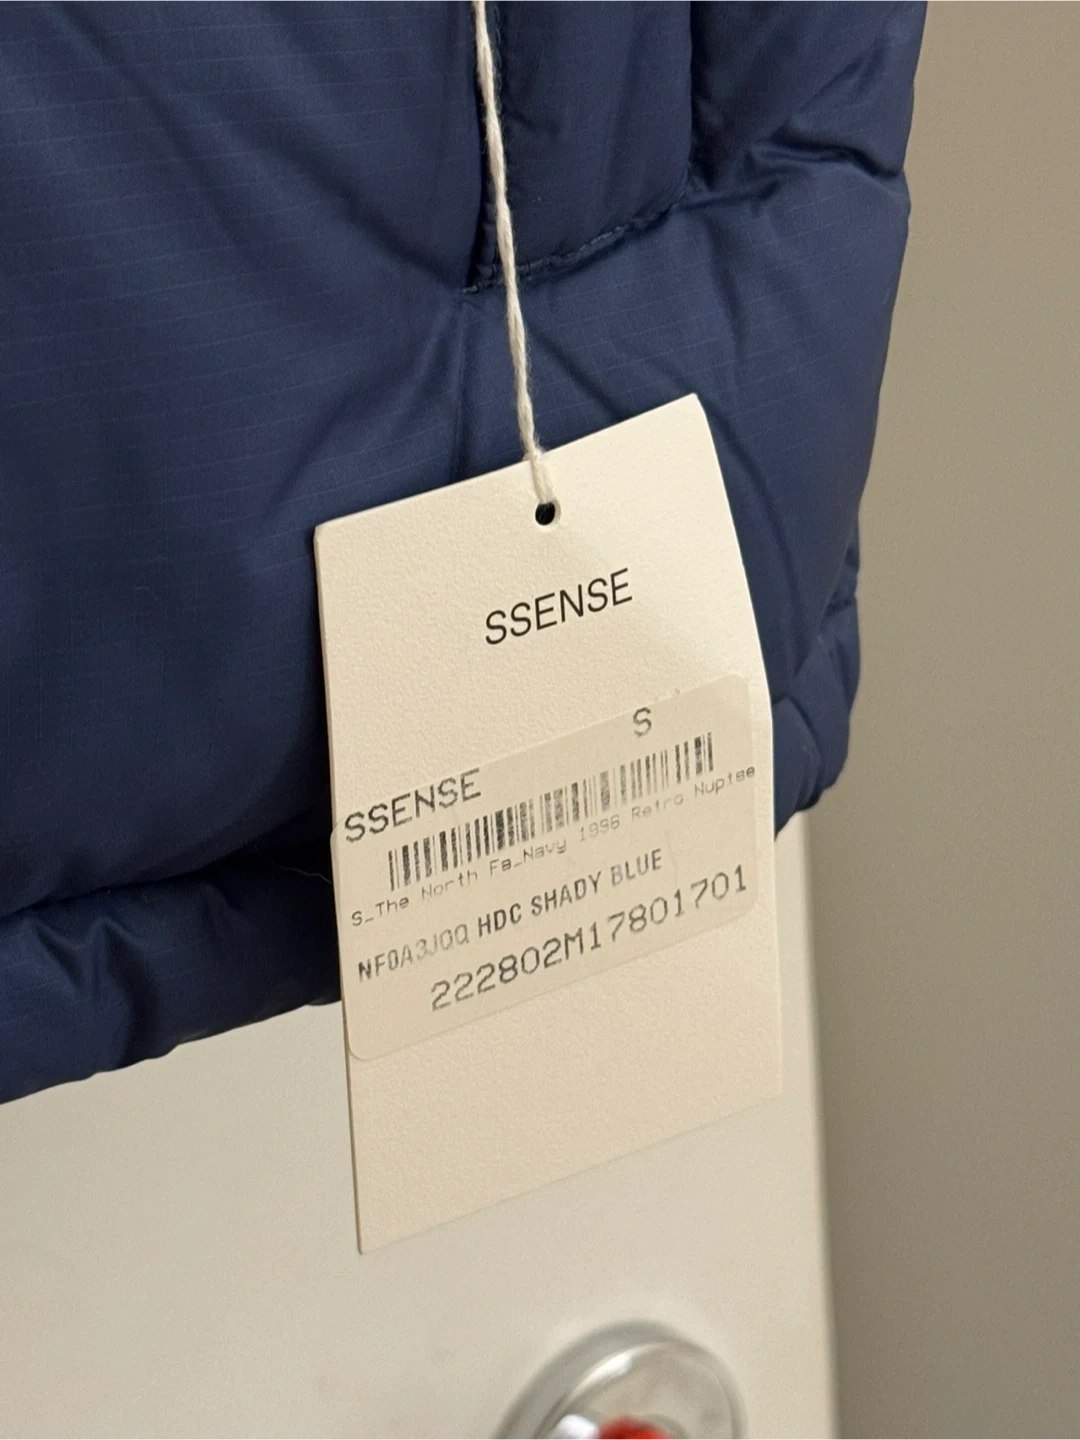 SSENSE
S
SSENSE
S_The North Fa_Navy 1996 Retro Nuptse
NF0A3JQQ HDC SHADY BLUE
222802M17801701